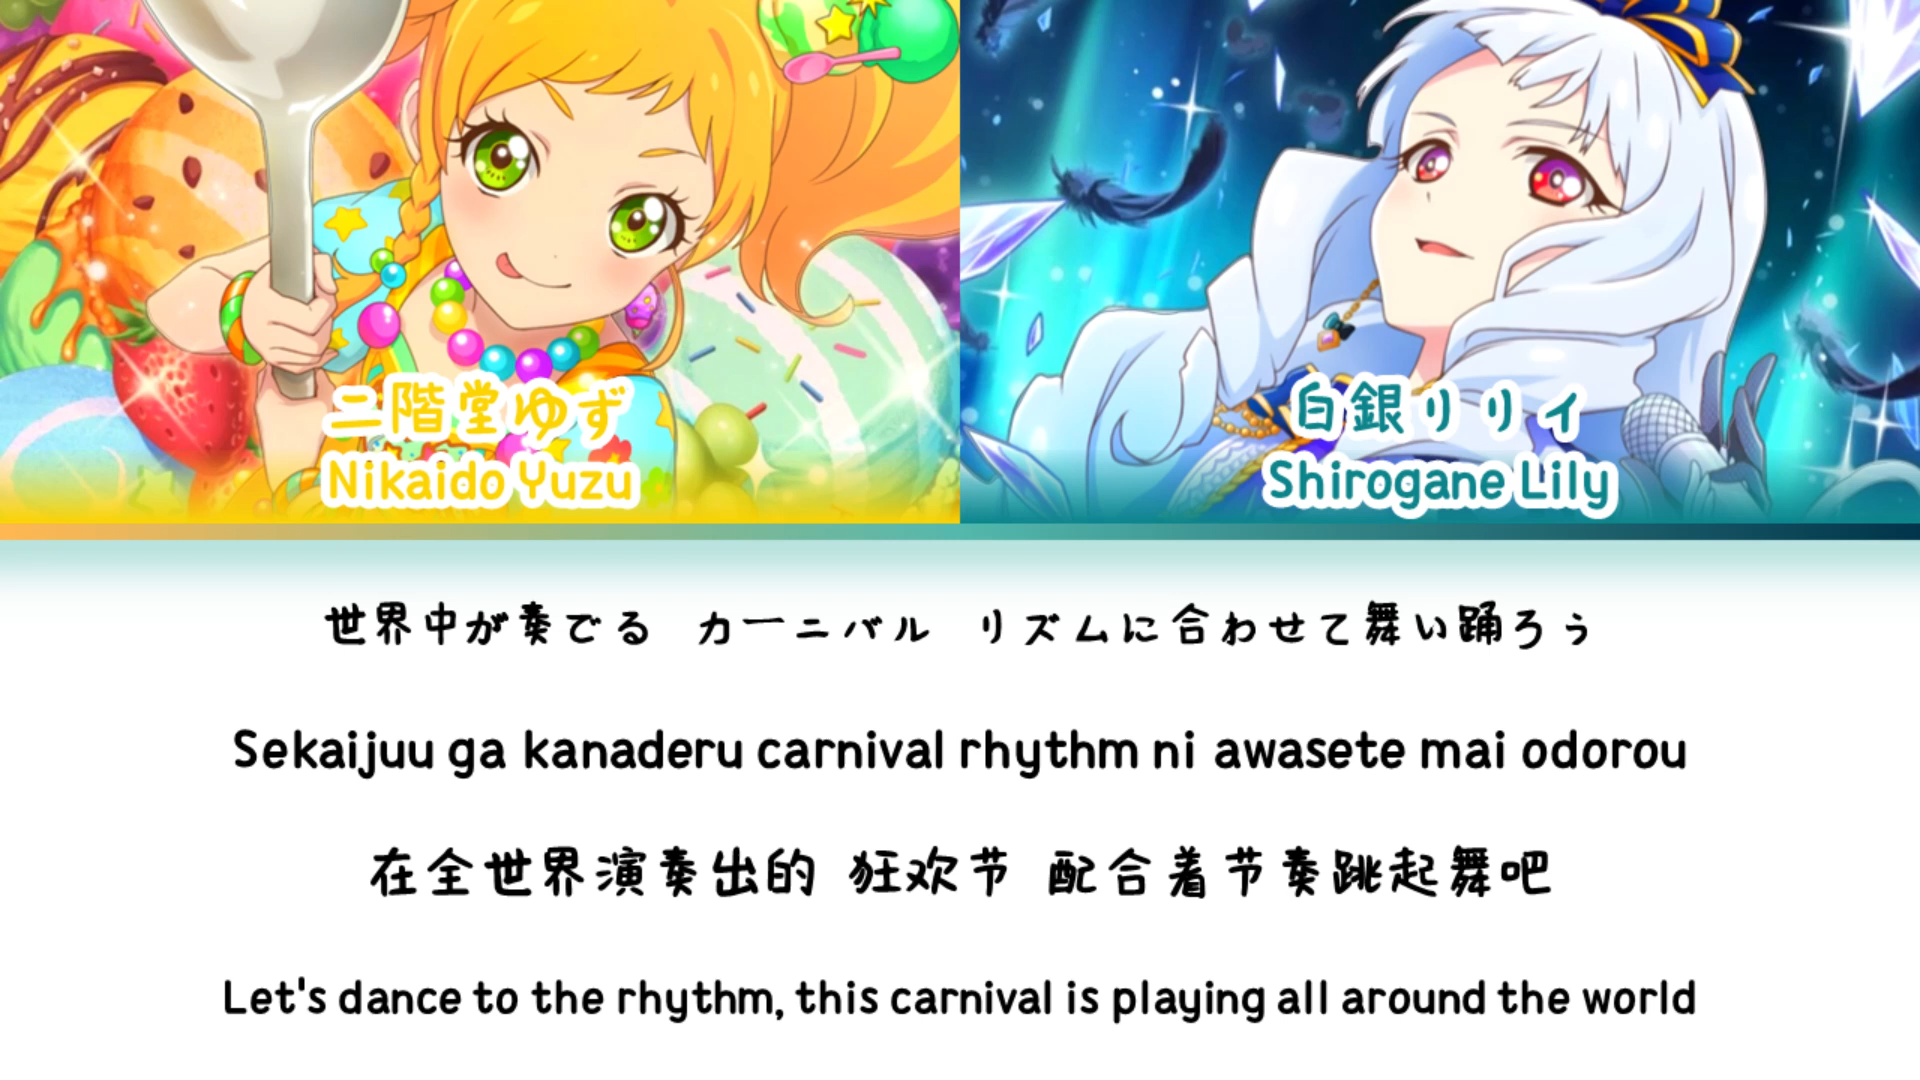 二階堂ゆず
Nikaido Yuzu
白銀リリィ
Shirogane Lily
世界中が奏でる カーニバル リズムに合わせて舞い踊ろう
Sekaijuu ga kanaderu carnival rhythm ni awasete mai odorou
在全世界演奏出的 狂欢节 配合着节奏跳起舞吧
Let's dance to the rhythm, this carnival is playing all around the world